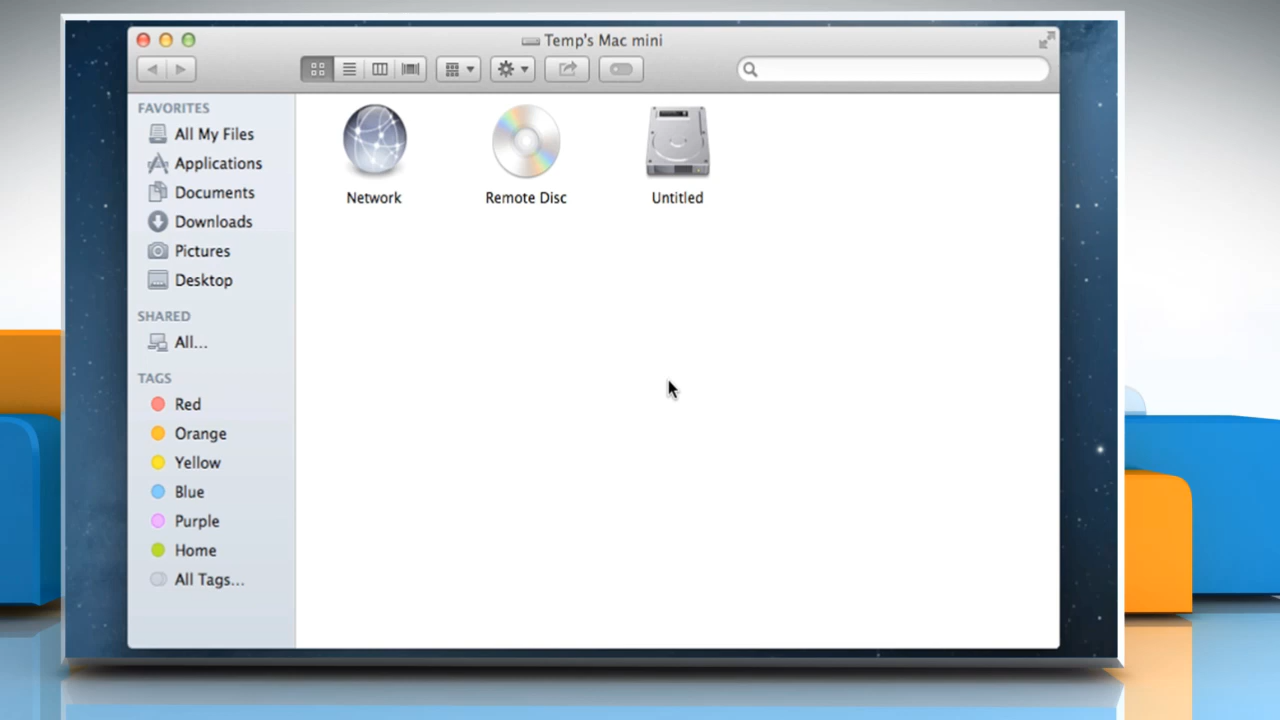 Temp's Mac mini
FAVORITES
All My Files
Applications
Documents
Downloads
Pictures
Desktop
SHARED
All...
TAGS
Red
Orange
Yellow
Blue
Purple
Home
All Tags...
Network
Remote Disc
Untitled